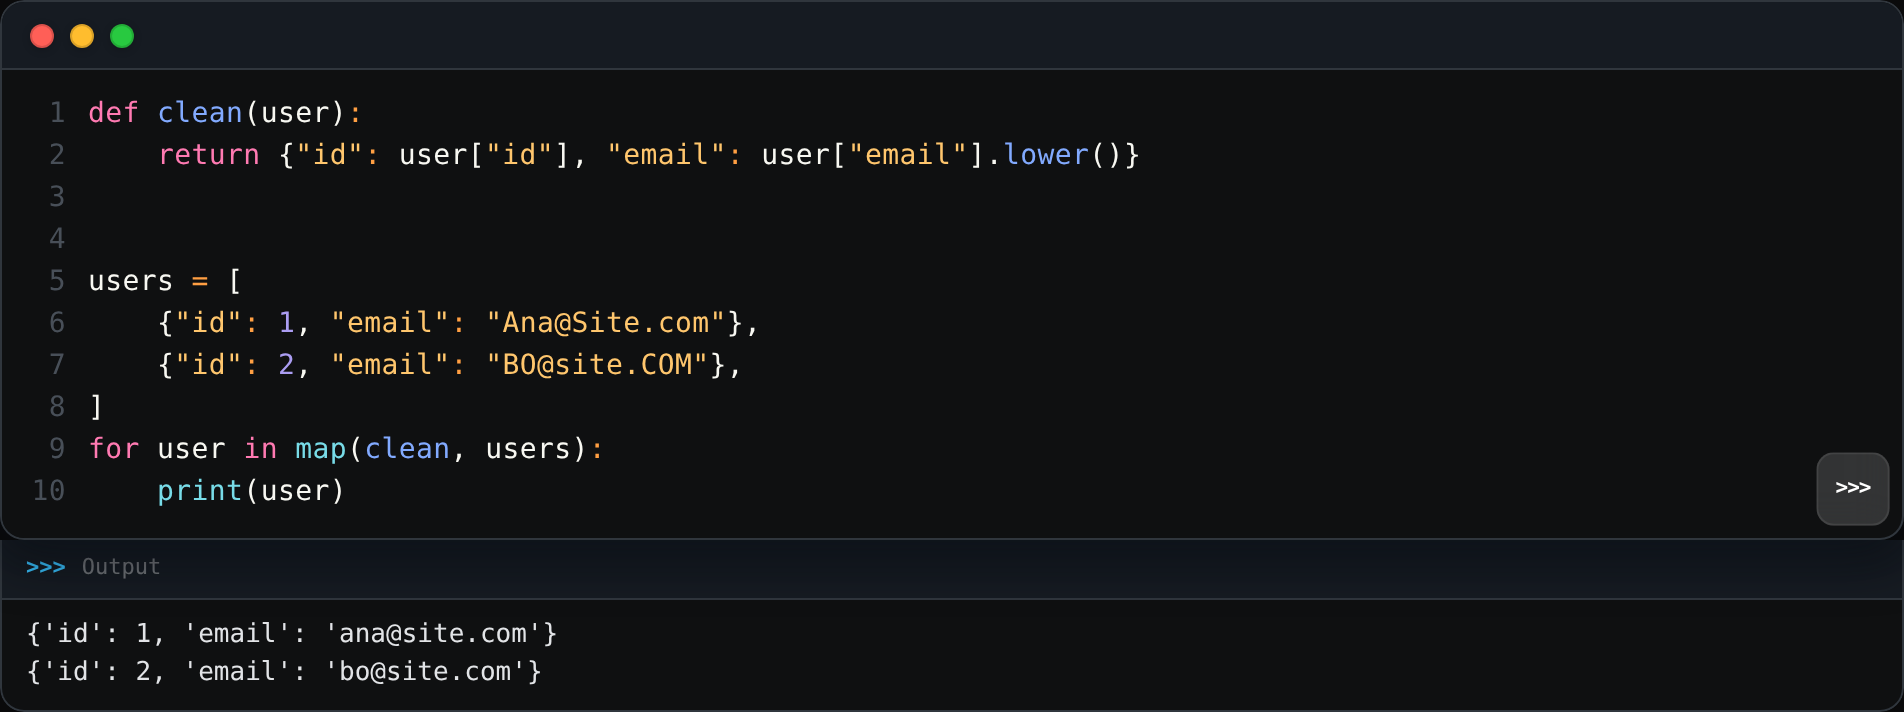 1 def clean(user):
2     return {"id": user["id"], "email": user["email"].lower()}
3
4
5 users = [
6     {"id": 1, "email": "Ana@Site.com"},
7     {"id": 2, "email": "BO@site.COM"},
8 ]
9 for user in map(clean, users):
10     print(user)
>>>
>>> Output
{'id': 1, 'email': 'ana@site.com'}
{'id': 2, 'email': 'bo@site.com'}